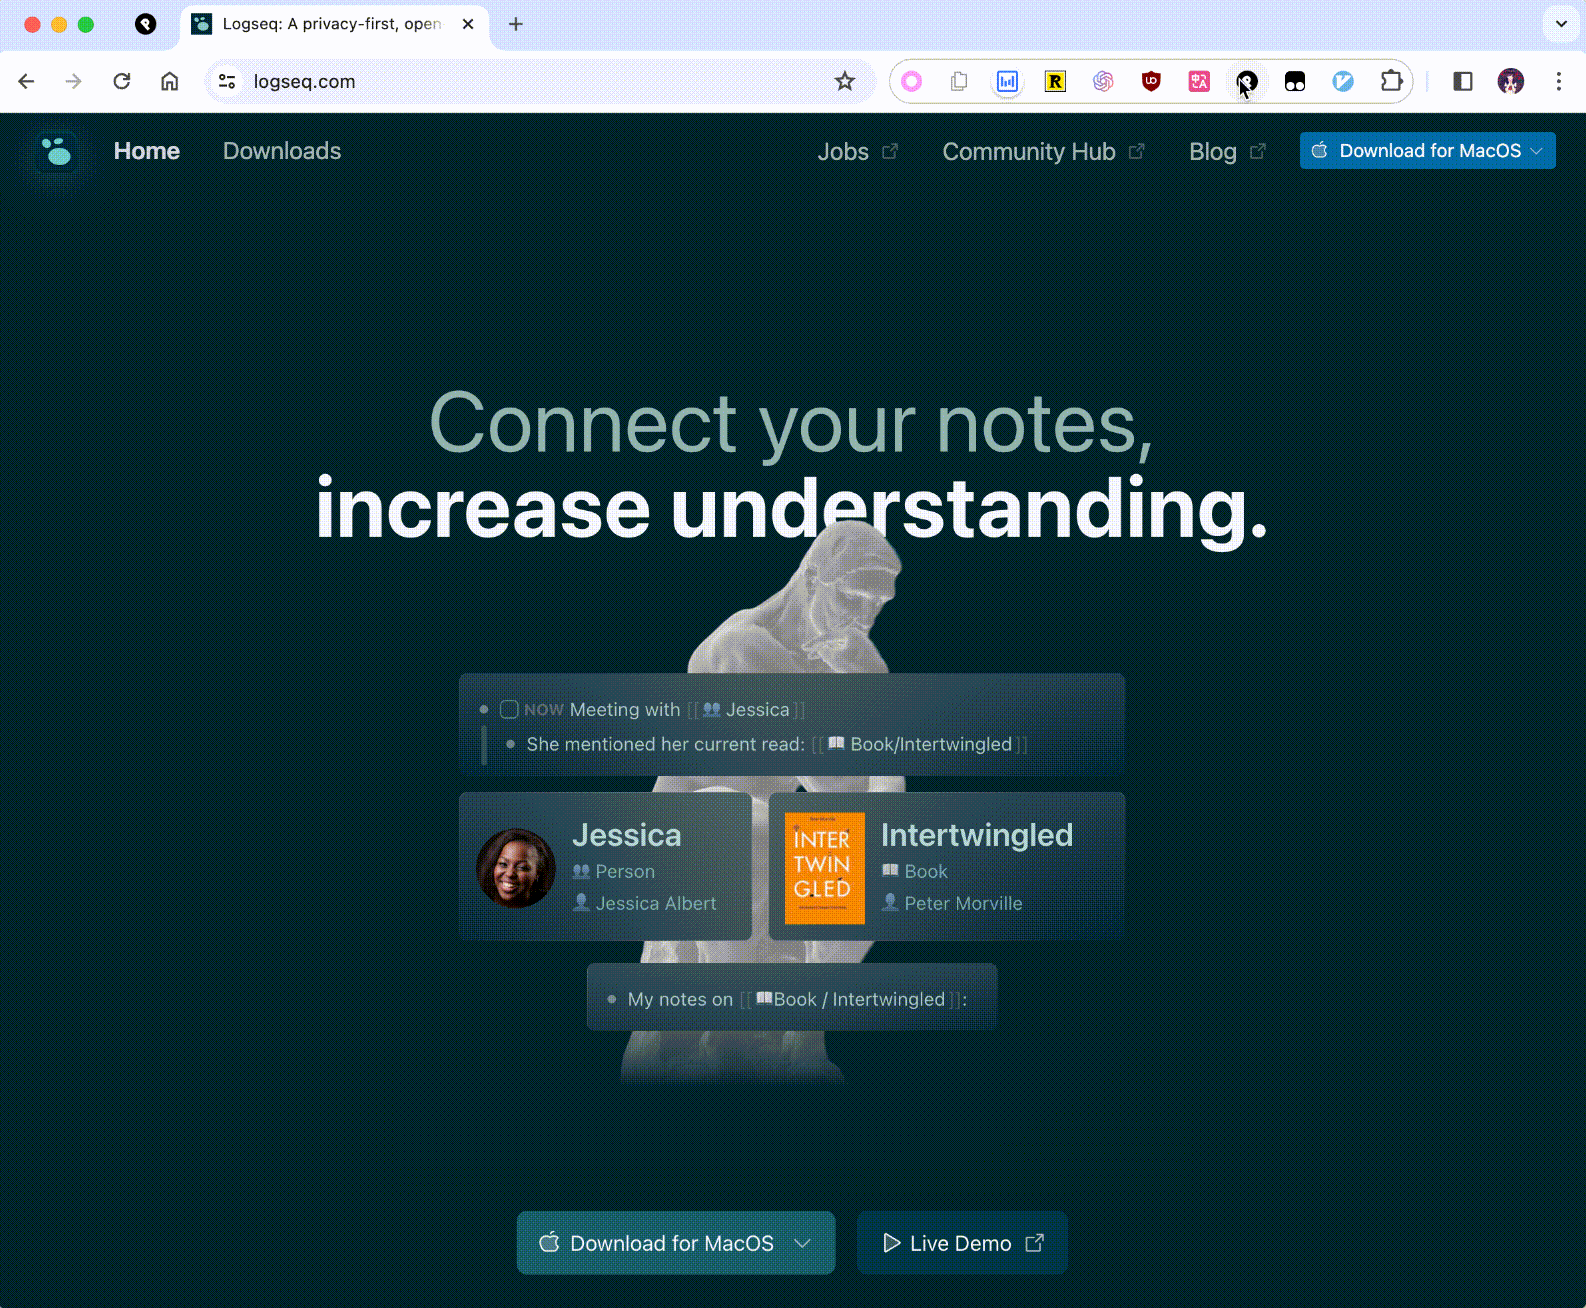 Logseq: A privacy-first, open
logseq.com
Home
Downloads
Jobs
Community Hub
Blog
Download for MacOS
Connect your notes,
increase understanding.
NOW Meeting with [[👥 Jessica]]
She mentioned her current read: [[📖 Book/Intertwingled]]
Jessica
👥 Person
👤 Jessica Albert
INTER
TWIN
GLED
Intertwingled
📖 Book
👤 Peter Morville
My notes on [[📖Book / Intertwingled]]:
Download for MacOS
Live Demo